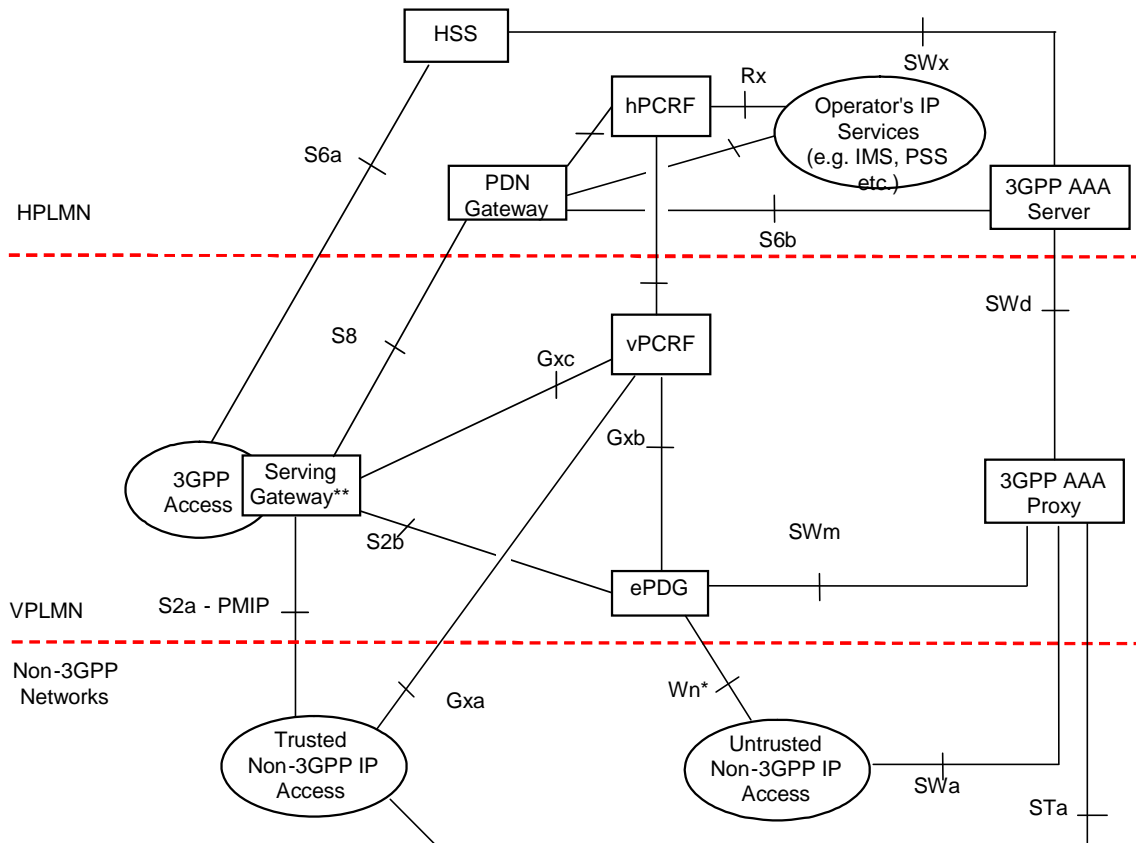 HSS
SWx
Rx
hPCRF
Operator's IP
Services
(e.g. IMS, PSS
etc.)
S6a
PDN
Gateway
3GPP AAA
Server
HPLMN
S6b
SWd
S8
vPCRF
Gxc
Gxb
3GPP
Access
Serving
Gateway**
3GPP AAA
Proxy
S2b
SWm
ePDG
S2a - PMIP
VPLMN
Non-3GPP
Networks
Gxa
Wn*
Trusted
Non-3GPP IP
Access
Untrusted
Non-3GPP IP
Access
SWa
STa